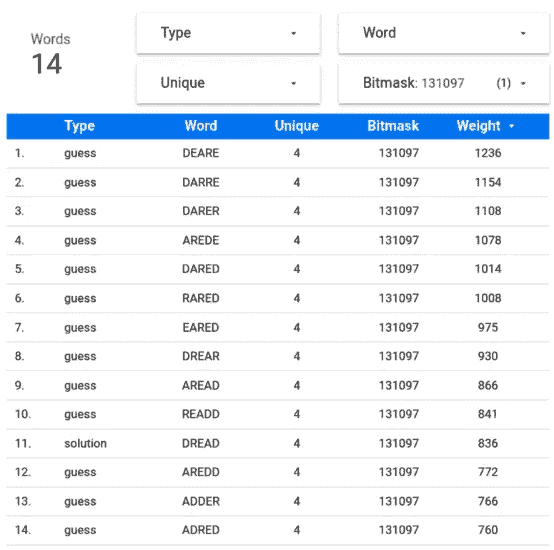 Words
14
Type
Word
Unique
Bitmask: 131097 (1)
Type Word Unique Bitmask Weight
1. guess DEARE 4 131097 1236
2. guess DARRE 4 131097 1154
3. guess DARER 4 131097 1108
4. guess AREDE 4 131097 1078
5. guess DARED 4 131097 1014
6. guess RARED 4 131097 1008
7. guess EARED 4 131097 975
8. guess DREAR 4 131097 930
9. guess AREAD 4 131097 866
10. guess READD 4 131097 841
11. solution DREAD 4 131097 836
12. guess AREDD 4 131097 772
13. guess ADDER 4 131097 766
14. guess ADRED 4 131097 760